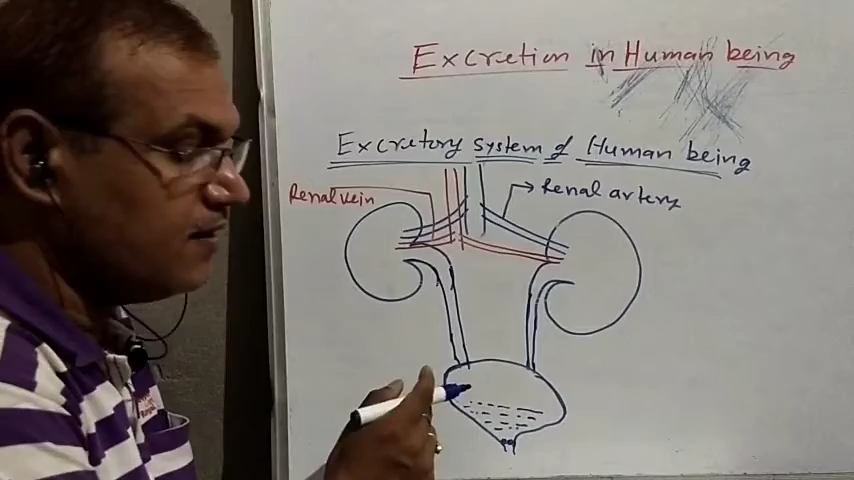 Excretion in Human being
Excretory System of Human being
Renal vein
Renal artery